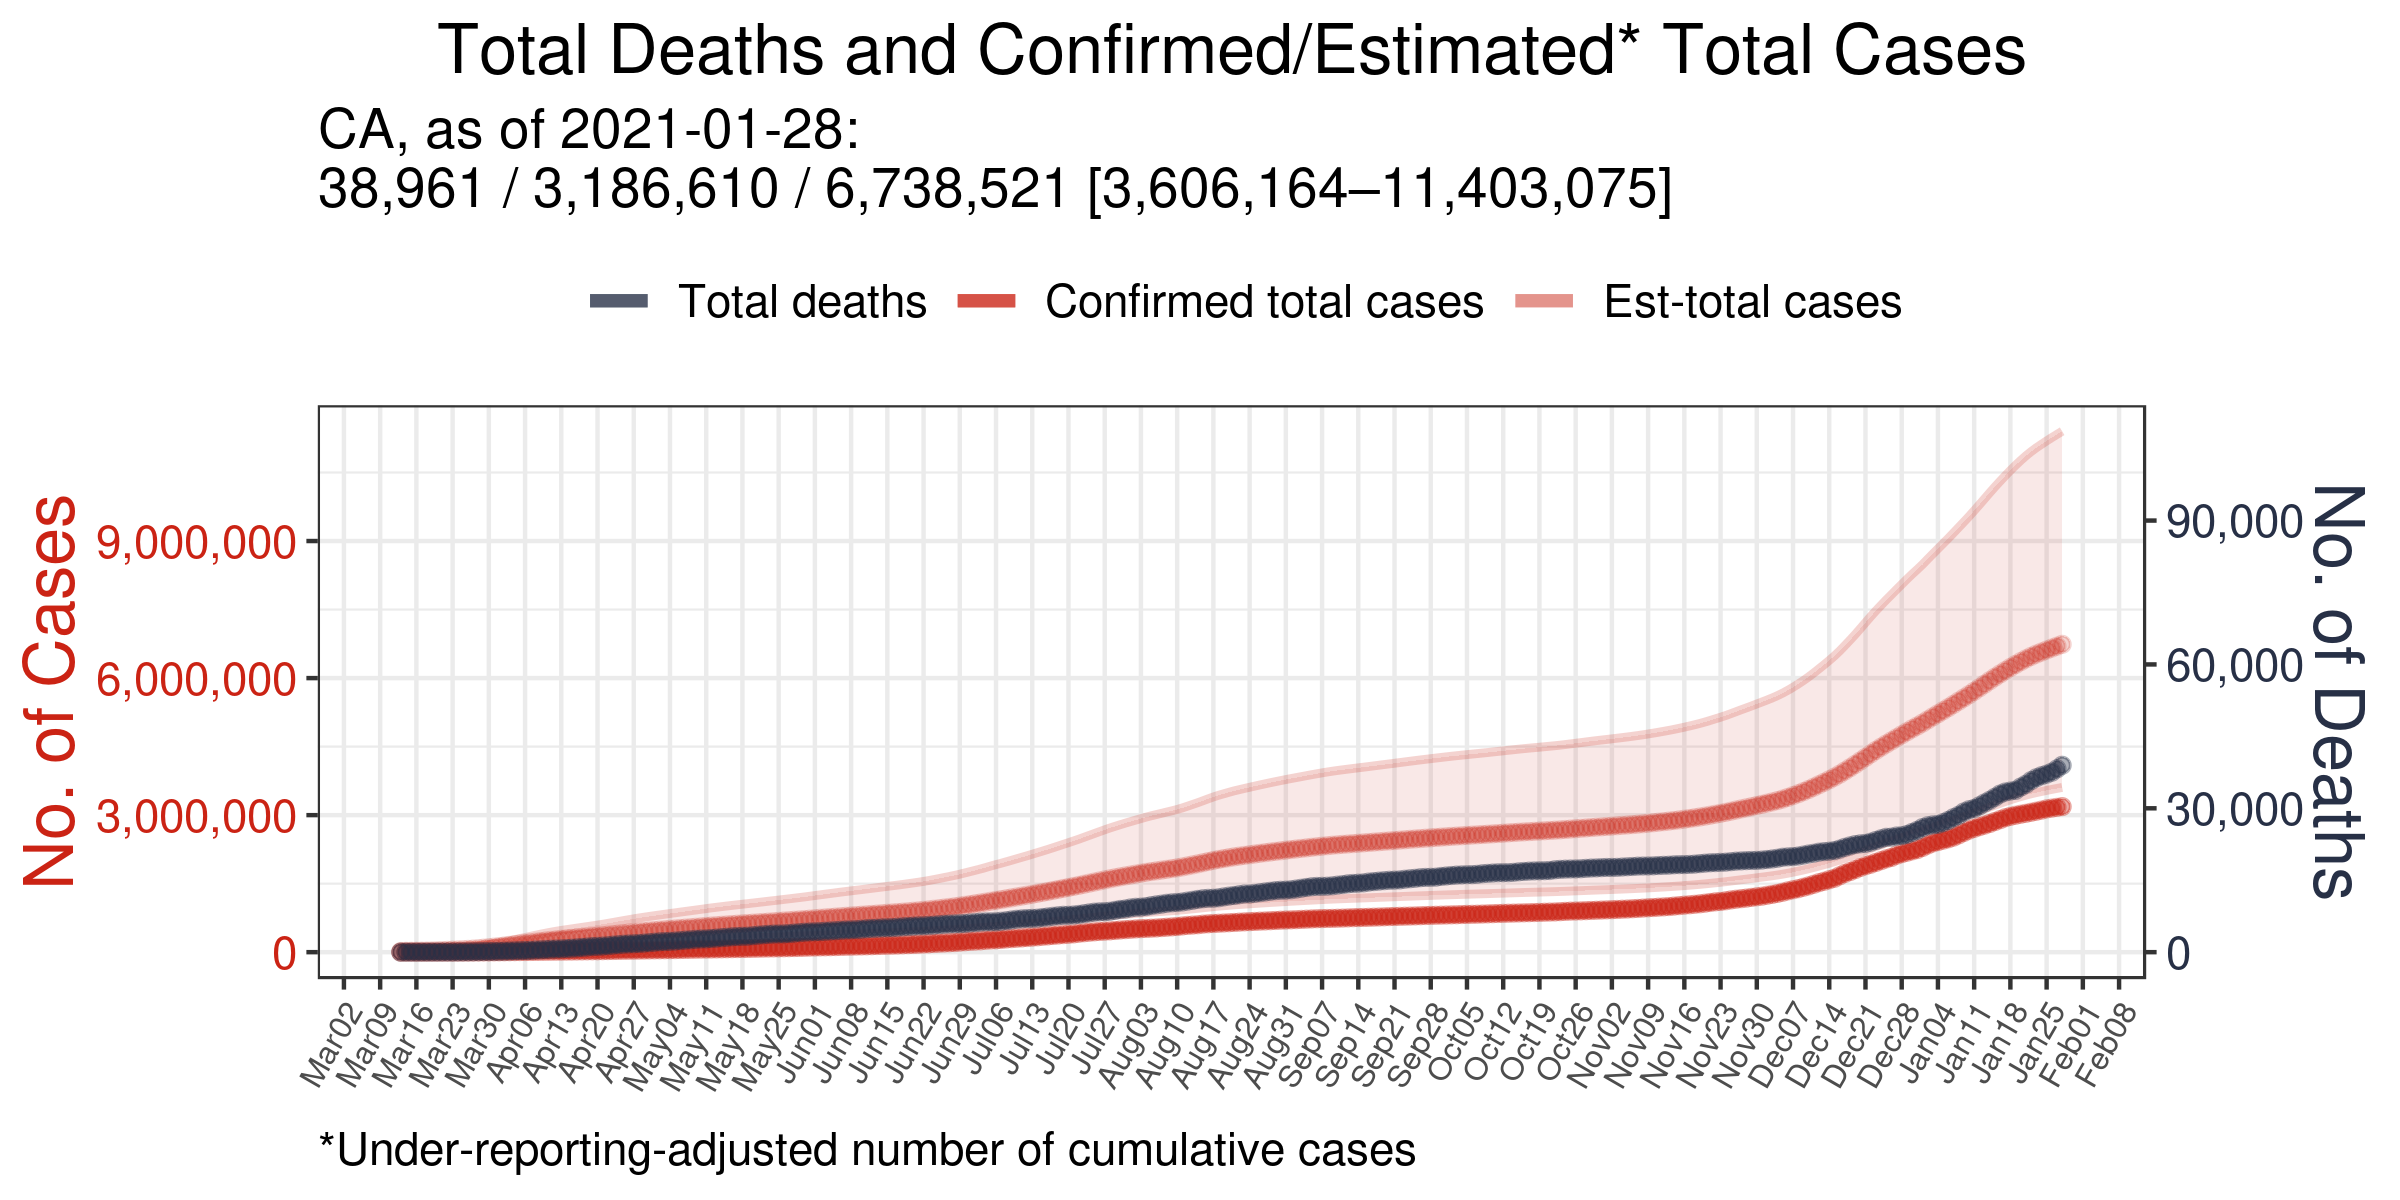 Total Deaths and Confirmed/Estimated* Total Cases
CA, as of 2021-01-28:
38,961 / 3,186,610 / 6,738,521 [3,606,164–11,403,075]
Total deaths
Confirmed total cases
Est-total cases
No. of Cases
9,000,000
6,000,000
3,000,000
0
90,000
60,000
30,000
0
No. of Deaths
Mar02
Mar09
Mar16
Mar23
Mar30
Apr06
Apr13
Apr20
Apr27
May04
May11
May18
May25
Jun01
Jun08
Jun15
Jun22
Jun29
Jul06
Jul13
Jul20
Jul27
Aug03
Aug10
Aug17
Aug24
Aug31
Sep07
Sep14
Sep21
Sep28
Oct05
Oct12
Oct19
Oct26
Nov02
Nov09
Nov16
Nov23
Nov30
Dec07
Dec14
Dec21
Dec28
Jan04
Jan11
Jan18
Jan25
Feb01
Feb08
*Under-reporting-adjusted number of cumulative cases